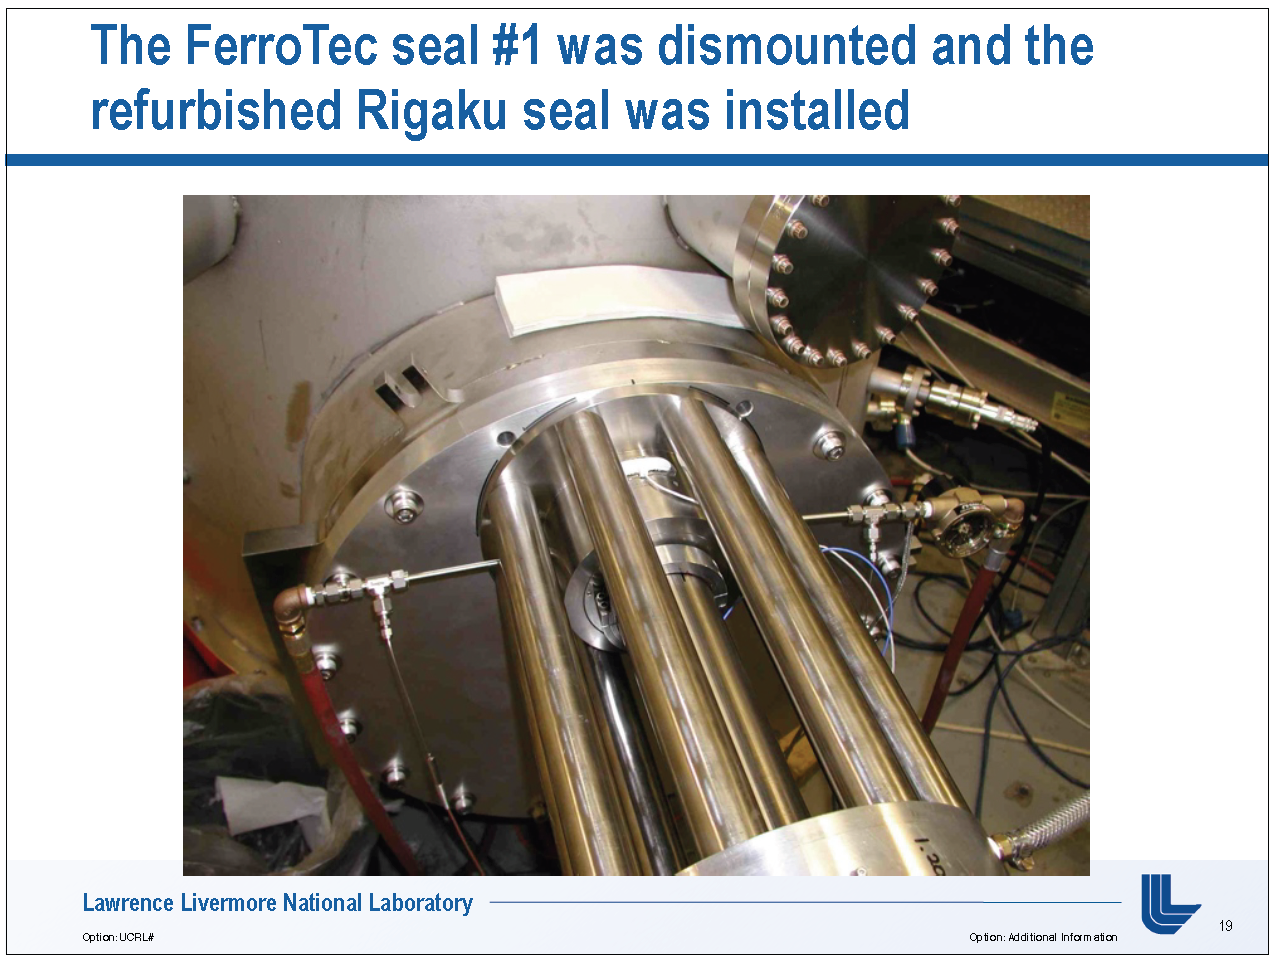 The FerroTec seal #1 was dismounted and the
refurbished Rigaku seal was installed
Lawrence Livermore National Laboratory
Option: UCRL#
Option: Additional Information
19